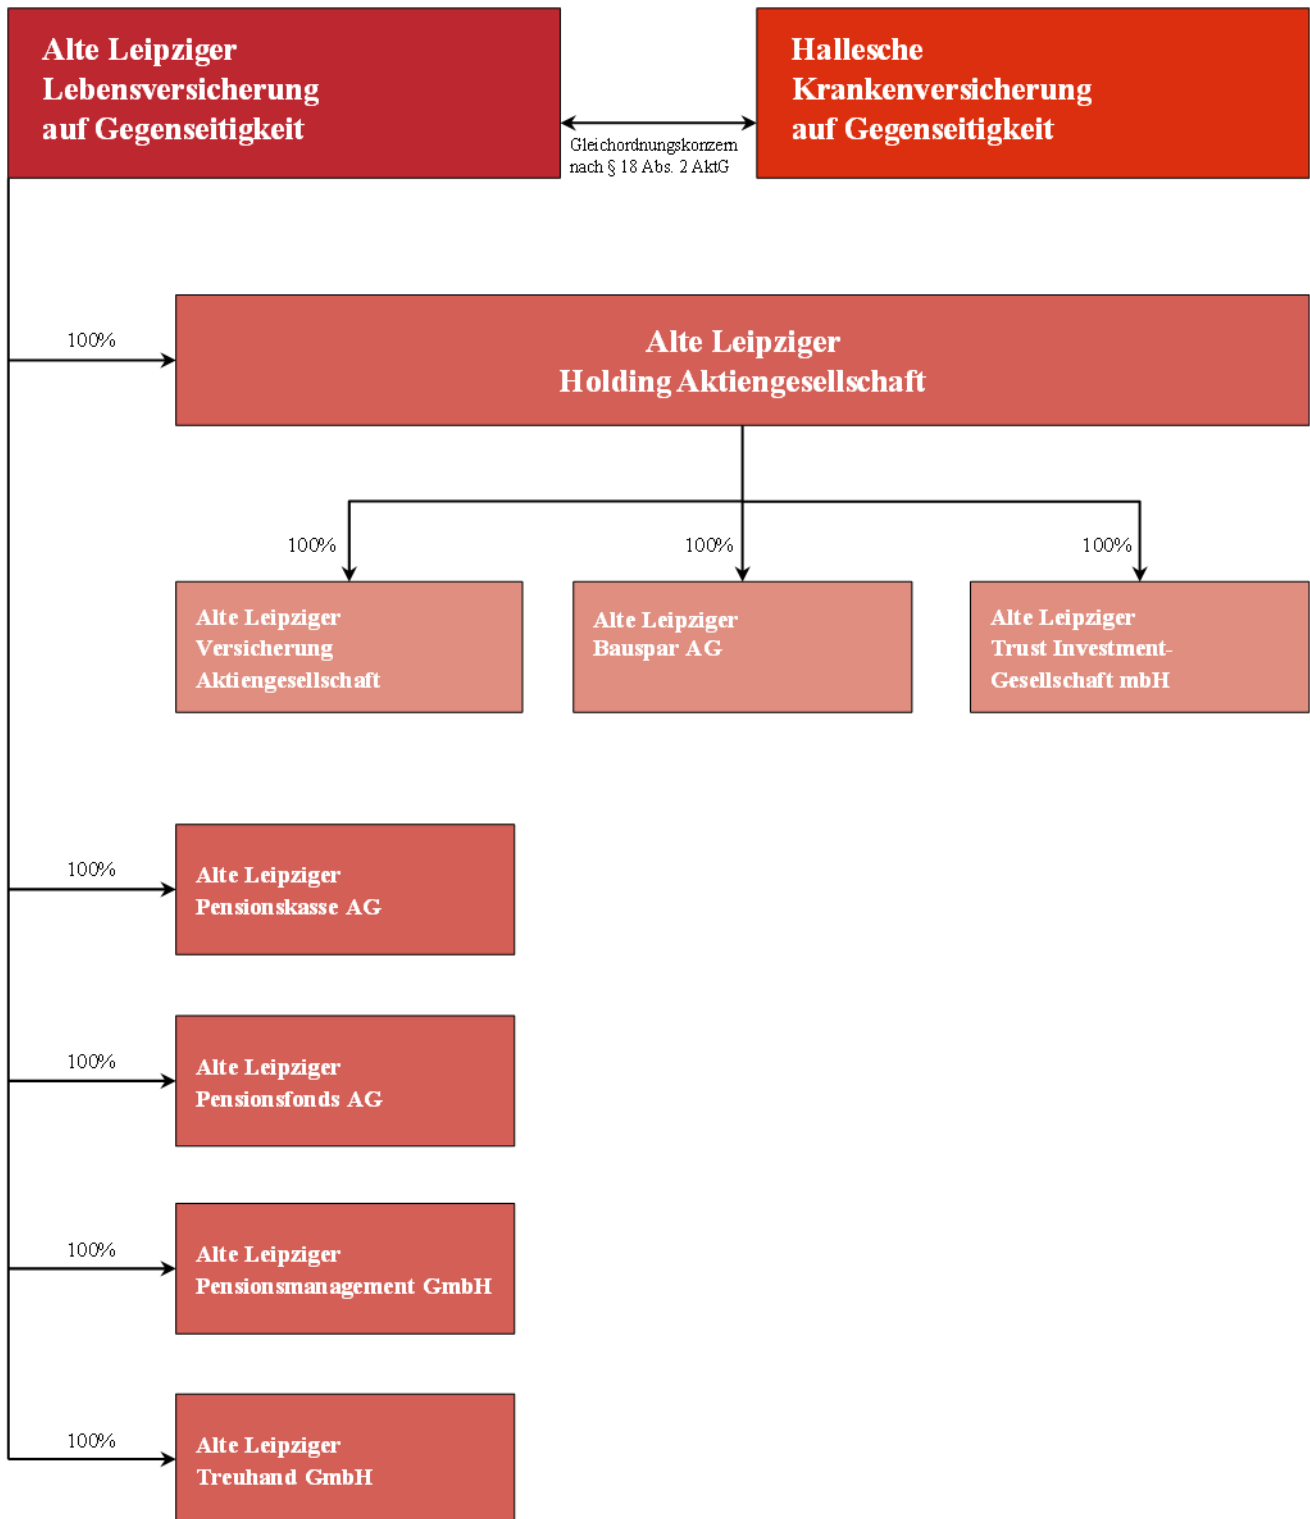 Alte Leipziger
Lebensversicherung
auf Gegenseitigkeit
Hallesche
Krankenversicherung
auf Gegenseitigkeit
Gleichordnungskonzern
nach § 18 Abs. 2 AktG
100%
Alte Leipziger
Holding Aktiengesellschaft
100%
100%
100%
Alte Leipziger
Versicherung
Aktiengesellschaft
Alte Leipziger
Bauspar AG
Alte Leipziger
Trust Investment-
Gesellschaft mbH
100%
Alte Leipziger
Pensionskasse AG
100%
Alte Leipziger
Pensionsfonds AG
100%
Alte Leipziger
Pensionsmanagement GmbH
100%
Alte Leipziger
Treuhand GmbH